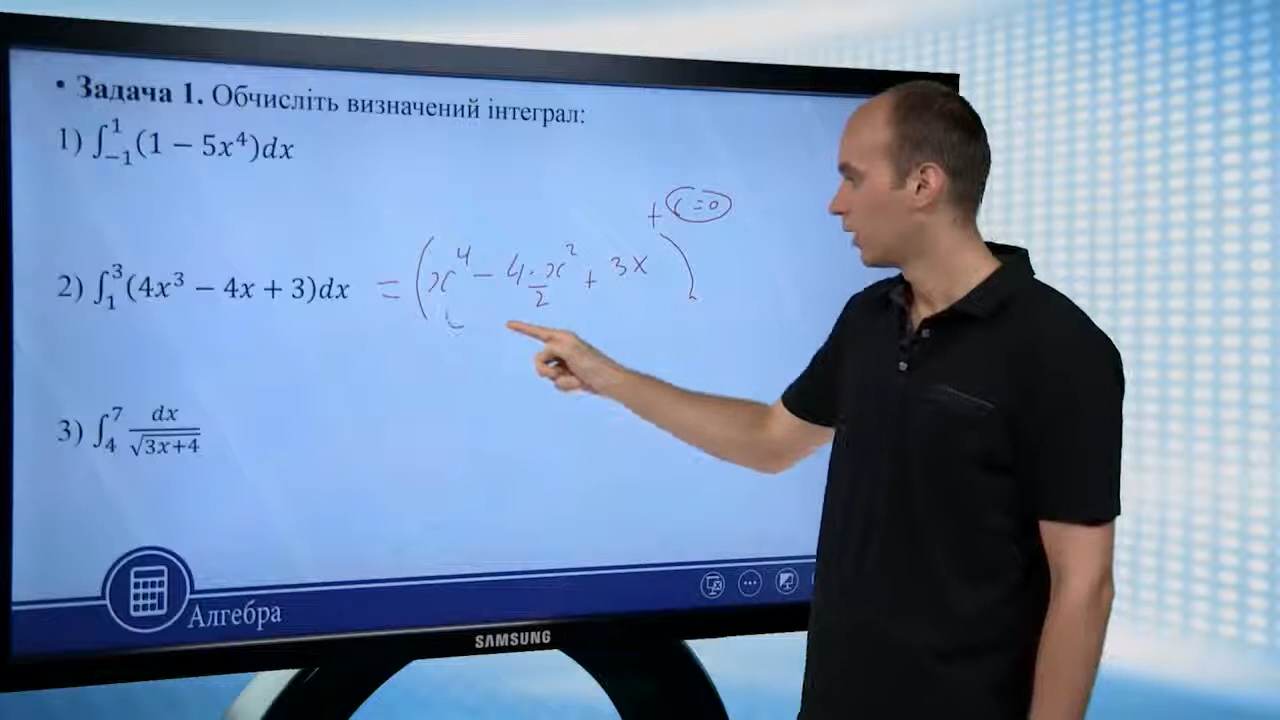 • Задача 1. Обчисліть визначений інтеграл:
1) ∫₋₁¹(1 − 5x⁴)dx
+ C=0
2) ∫₁³(4x³ − 4x + 3)dx = (x⁴ − 4·x²/2 + 3x)
3) ∫₄⁷ dx/√(3x+4)
Алгебра
SAMSUNG